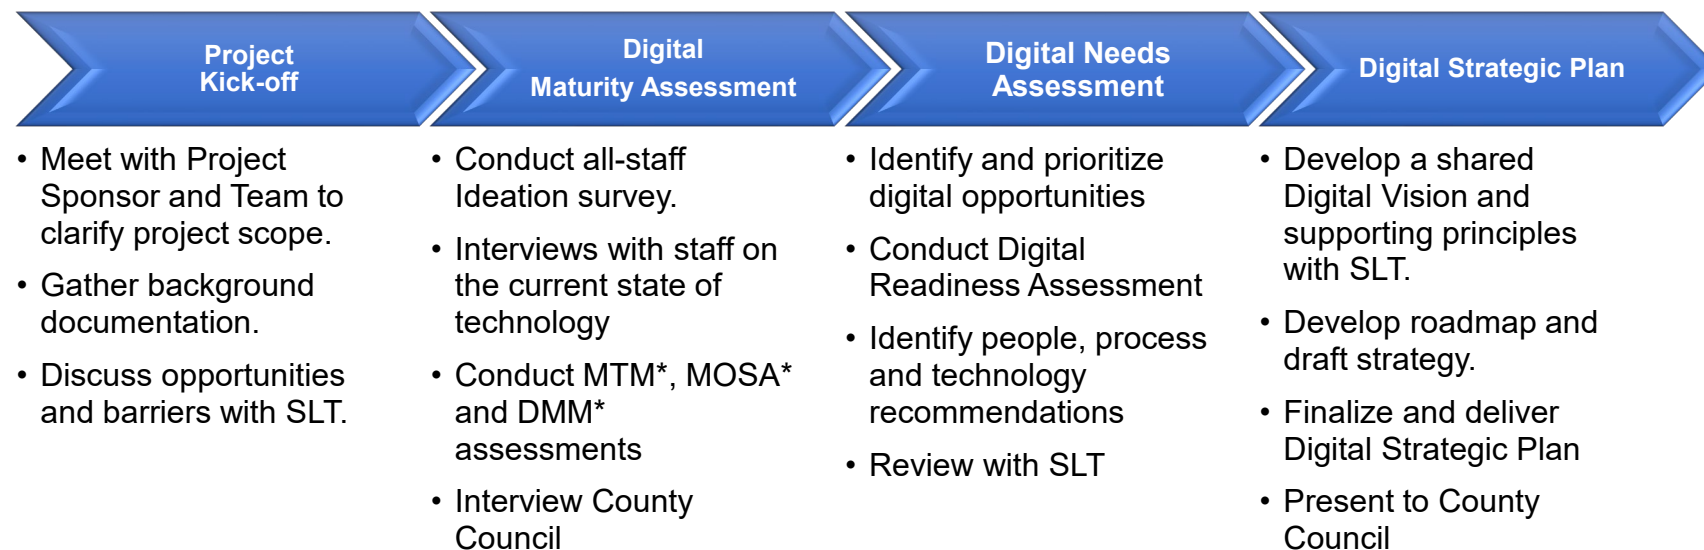 Project
Kick-off
• Meet with Project
Sponsor and Team to
clarify project scope.
• Gather background
documentation.
• Discuss opportunities
and barriers with SLT.
Digital
Maturity Assessment
• Conduct all-staff
Ideation survey.
• Interviews with staff on
the current state of
technology
• Conduct MTM*, MOSA*
and DMM*
assessments
• Interview County
Council
Digital Needs
Assessment
• Identify and prioritize
digital opportunities
• Conduct Digital
Readiness Assessment
• Identify people, process
and technology
recommendations
• Review with SLT
Digital Strategic Plan
• Develop a shared
Digital Vision and
supporting principles
with SLT.
• Develop roadmap and
draft strategy.
• Finalize and deliver
Digital Strategic Plan
• Present to County
Council